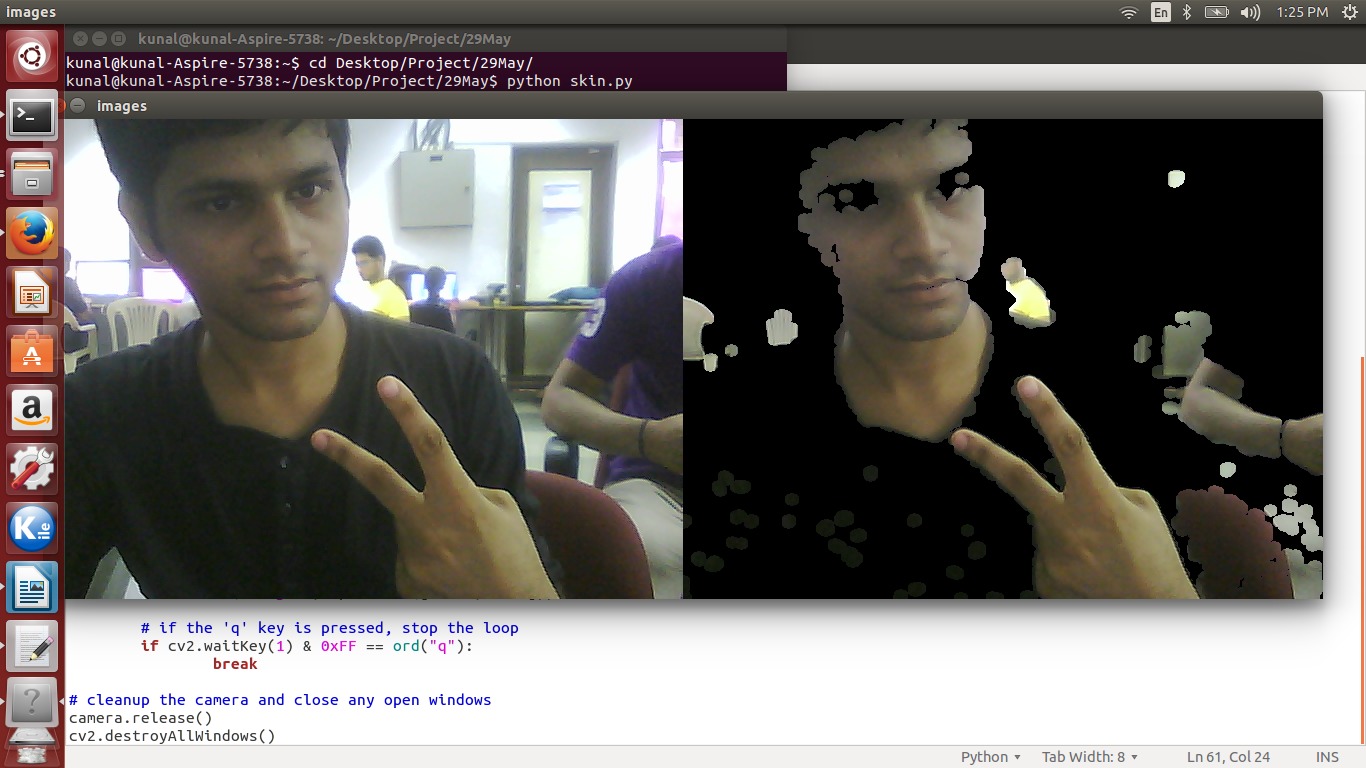 images
En
1:25 PM
kunal@kunal-Aspire-5738: ~/Desktop/Project/29May
kunal@kunal-Aspire-5738:~$ cd Desktop/Project/29May/
kunal@kunal-Aspire-5738:~/Desktop/Project/29May$ python skin.py
images
# if the 'q' key is pressed, stop the loop
if cv2.waitKey(1) & 0xFF == ord("q"):
break
# cleanup the camera and close any open windows
camera.release()
cv2.destroyAllWindows()
Python
Tab Width: 8
Ln 61, Col 24
INS